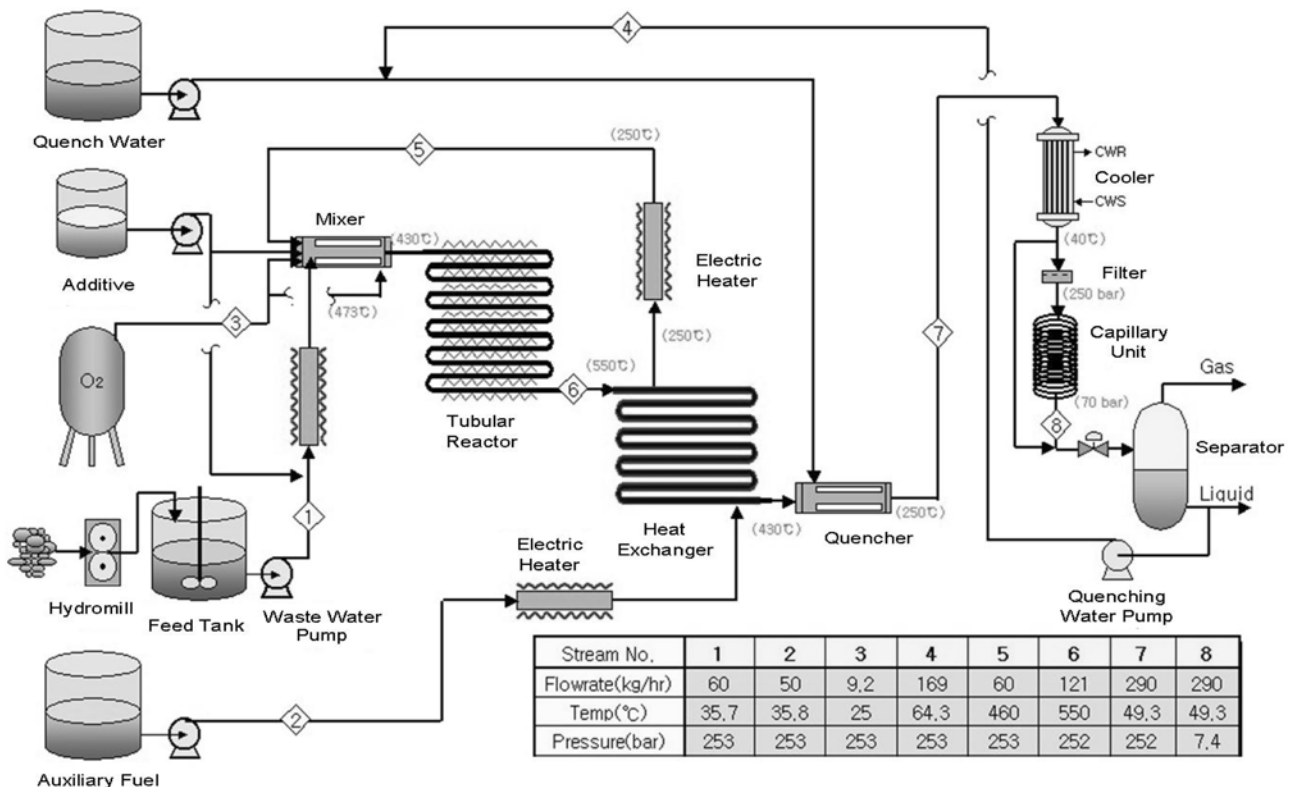 4
Quench Water
5
(250℃)
CWR
Cooler
CWS
Mixer
(430℃)
(40℃)
Additive
Electric
Heater
Filter
(250 bar)
3
(473℃)
(250℃)
7
Capillary
Unit
O₂
(550℃)
6
Tubular
Reactor
(70 bar)
8
Gas
Separator
Liquid
1
Heat
Exchanger
(430℃)
(250℃)
Quencher
Electric
Heater
Hydromill
Feed Tank
Waste Water
Pump
Quenching
Water Pump
2
Auxiliary Fuel
Stream No. 1 2 3 4 5 6 7 8
Flowrate(kg/hr) 60 50 9,2 169 60 121 290 290
Temp(℃) 35,7 35,8 25 64,3 460 550 49,3 49,3
Pressure(bar) 253 253 253 253 253 252 252 7,4